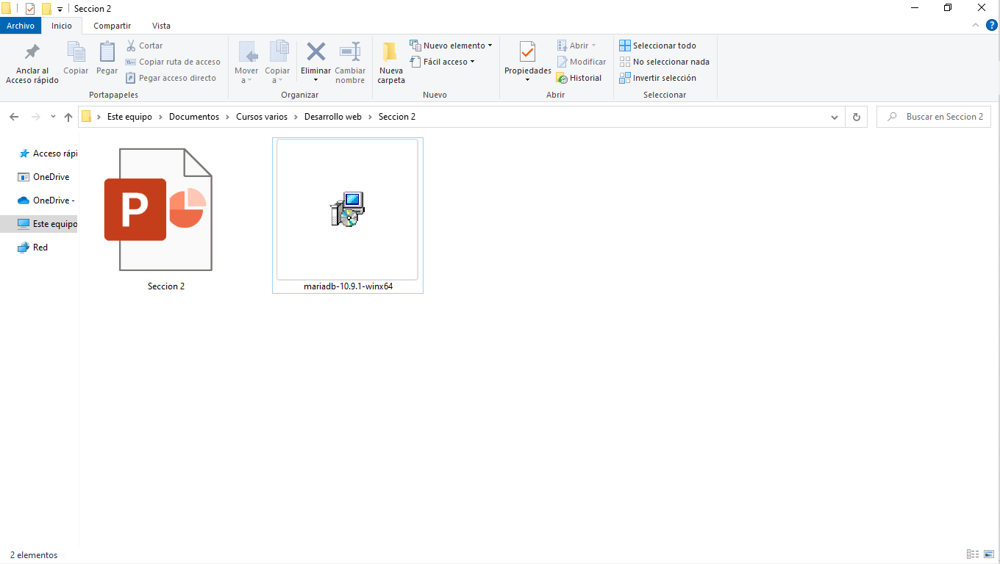 Seccion 2
Archivo
Inicio
Compartir
Vista
?
Anclar al
Acceso rápido
Copiar
Pegar
Cortar
Copiar ruta de acceso
Pegar acceso directo
Portapapeles
Mover
a
Copiar
a
Eliminar
Cambiar
nombre
Organizar
Nueva
carpeta
Nuevo elemento
Fácil acceso
Nuevo
Propiedades
Abrir
Modificar
Historial
Abrir
Seleccionar todo
No seleccionar nada
Invertir selección
Seleccionar
Este equipo > Documentos > Cursos varios > Desarrollo web > Seccion 2
Buscar en Seccion 2
Acceso rápi
OneDrive
OneDrive -
Este equipo
Red
P
Seccion 2
mariadb-10.9.1-winx64
2 elementos